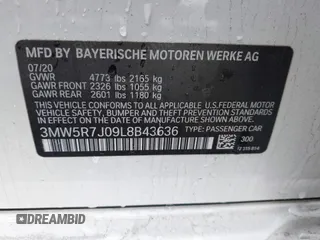 MFD BY BAYERISCHE MOTOREN WERKE AG
07/20
GVWR 4773 lbs 2165 kg
GAWR FRONT 2326 lbs 1055 kg
GAWR REAR 2601 lbs 1180 kg
THIS VEHICLE CONFORMS TO ALL APPLICABLE FEDERAL
MOTOR VEHICLE SAFETY, BUMPER, AND THEFT PREVENTION
STANDARDS IN EFFECT ON THE DATE OF MANUFACTURE SHOWN ABOVE.
3MW5R7J09L8B43636 TYPE: PASSENGER CAR
300
DREAMBID
DREAMBID.COM